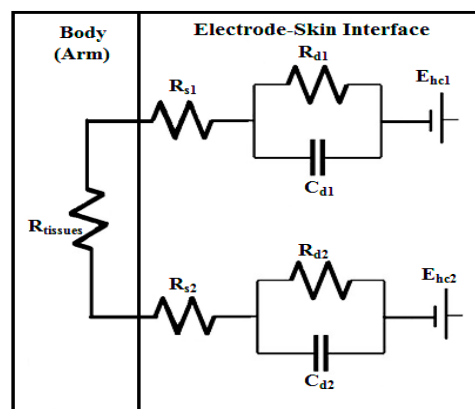 Body
(Arm)
Electrode-Skin Interface
Rs1
Rd1
Ehc1
Cd1
Rtissues
Rs2
Rd2
Ehc2
Cd2